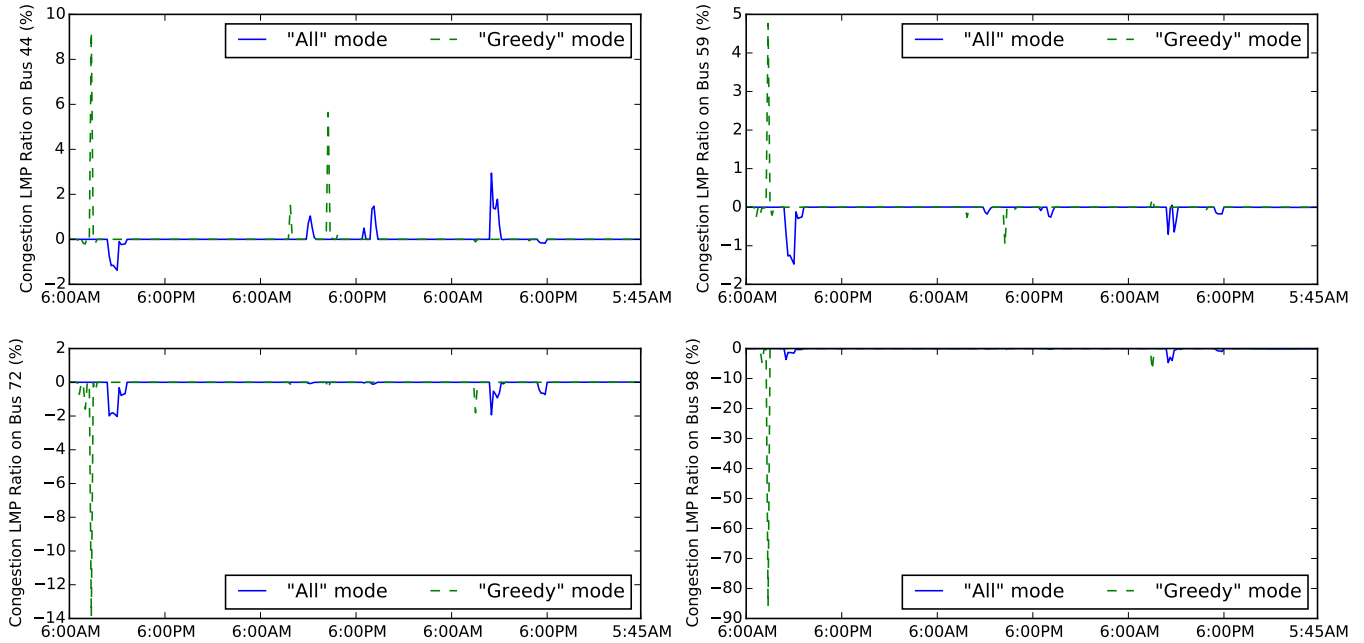 Congestion LMP Ratio on Bus 44 (%)
10
8
6
4
2
0
−2
"All" mode "Greedy" mode
6:00AM 6:00PM 6:00AM 6:00PM 6:00AM 6:00PM 5:45AM
Congestion LMP Ratio on Bus 59 (%)
5
4
3
2
1
0
−1
−2
"All" mode "Greedy" mode
6:00AM 6:00PM 6:00AM 6:00PM 6:00AM 6:00PM 5:45AM
Congestion LMP Ratio on Bus 72 (%)
2
0
−2
−4
−6
−8
−10
−12
−14
"All" mode "Greedy" mode
6:00AM 6:00PM 6:00AM 6:00PM 6:00AM 6:00PM 5:45AM
Congestion LMP Ratio on Bus 98 (%)
0
−10
−20
−30
−40
−50
−60
−70
−80
−90
"All" mode "Greedy" mode
6:00AM 6:00PM 6:00AM 6:00PM 6:00AM 6:00PM 5:45AM